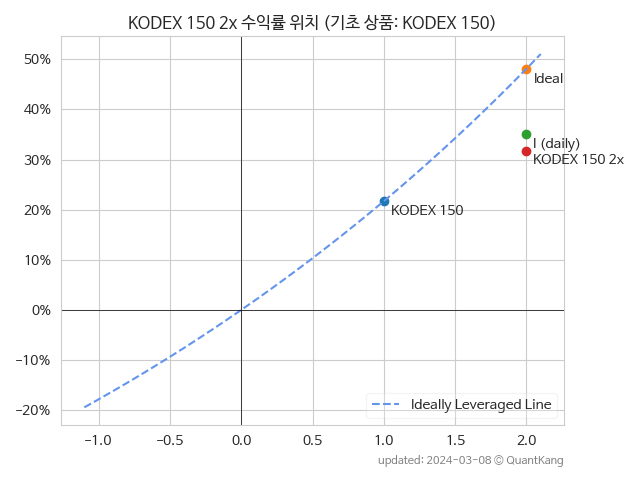 KODEX 150 2x 수익률 위치 (기초 상품: KODEX 150)
50%
40%
30%
20%
10%
0%
−10%
−20%
Ideal
I (daily)
KODEX 150 2x
KODEX 150
Ideally Leveraged Line
−1.0
−0.5
0.0
0.5
1.0
1.5
2.0
updated: 2024-03-08 © QuantKang